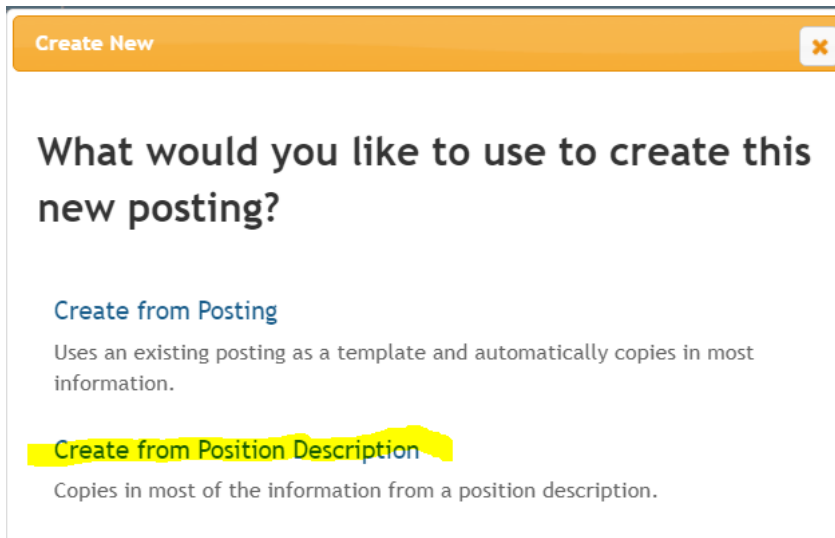 Create New
What would you like to use to create this
new posting?
Create from Posting
Uses an existing posting as a template and automatically copies in most
information.
Create from Position Description
Copies in most of the information from a position description.